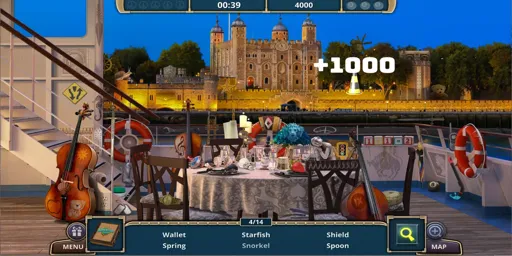 00:39 4000
+1000
4/14
Wallet Starfish Shield
Spring Snorkel Spoon
MENU MAP